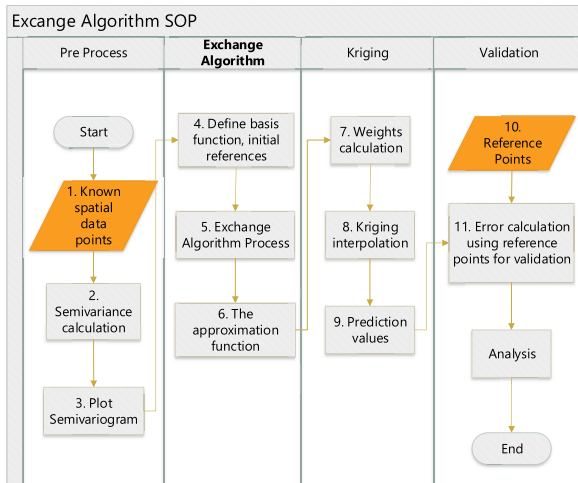 Excange Algorithm SOP
Pre Process
Exchange
Algorithm
Kriging
Validation
Start
1. Known
spatial
data
points
2.
Semivariance
calculation
3. Plot
Semivariogram
4. Define basis
function, initial
references
5. Exchange
Algorithm Process
6. The
approximation
function
7. Weights
calculation
8. Kriging
interpolation
9. Prediction
values
10.
Reference
Points
11. Error calculation
using reference
points for validation
Analysis
End